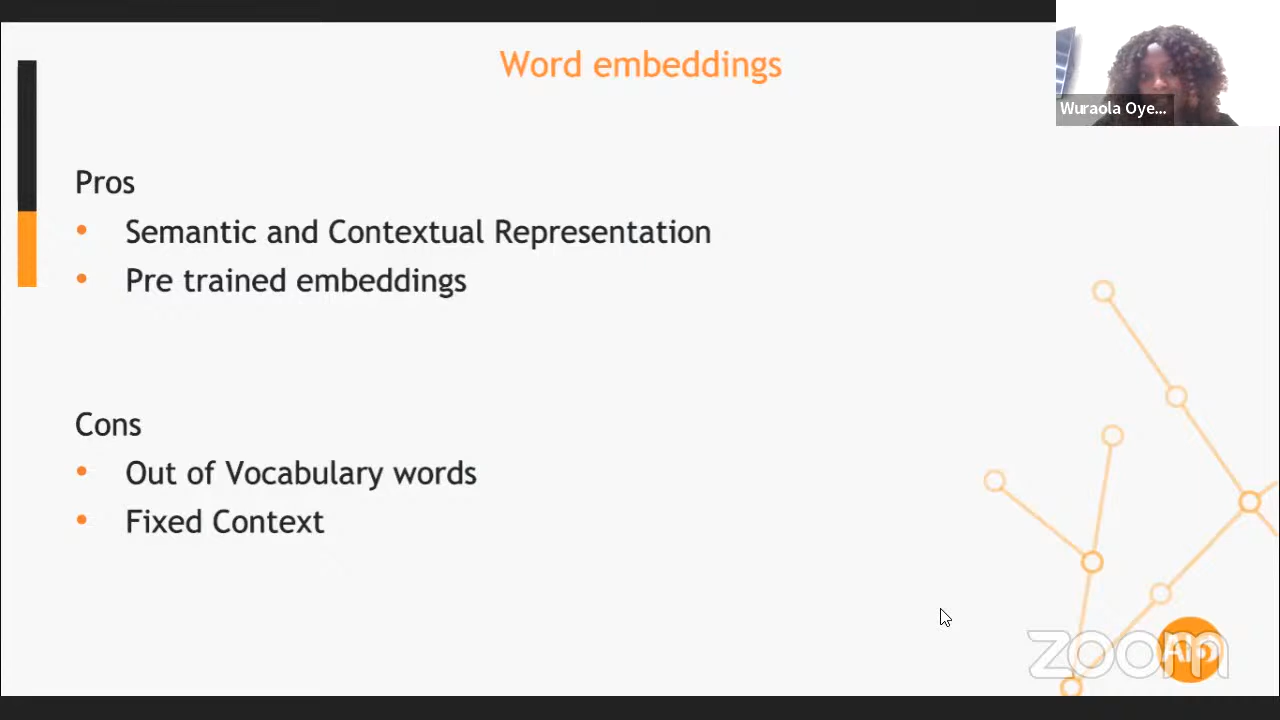 Word embeddings
Wuraola Oye...
Pros
• Semantic and Contextual Representation
• Pre trained embeddings
Cons
• Out of Vocabulary words
• Fixed Context
zoom